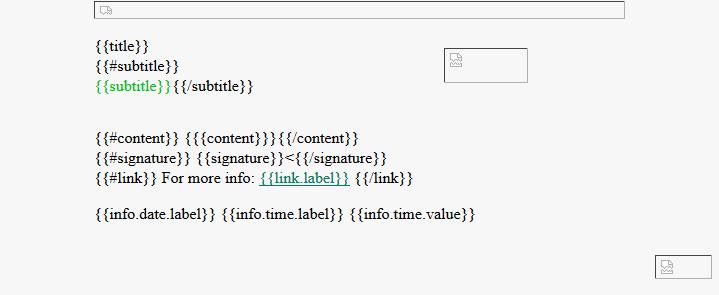 {{title}}
{{#subtitle}}
{{subtitle}}{{/subtitle}}
{{#content}} {{{content}}}{{/content}}
{{#signature}} {{signature}}<{{/signature}}
{{#link}} For more info: {{link.label}} {{/link}}
{{info.date.label}} {{info.time.label}} {{info.time.value}}